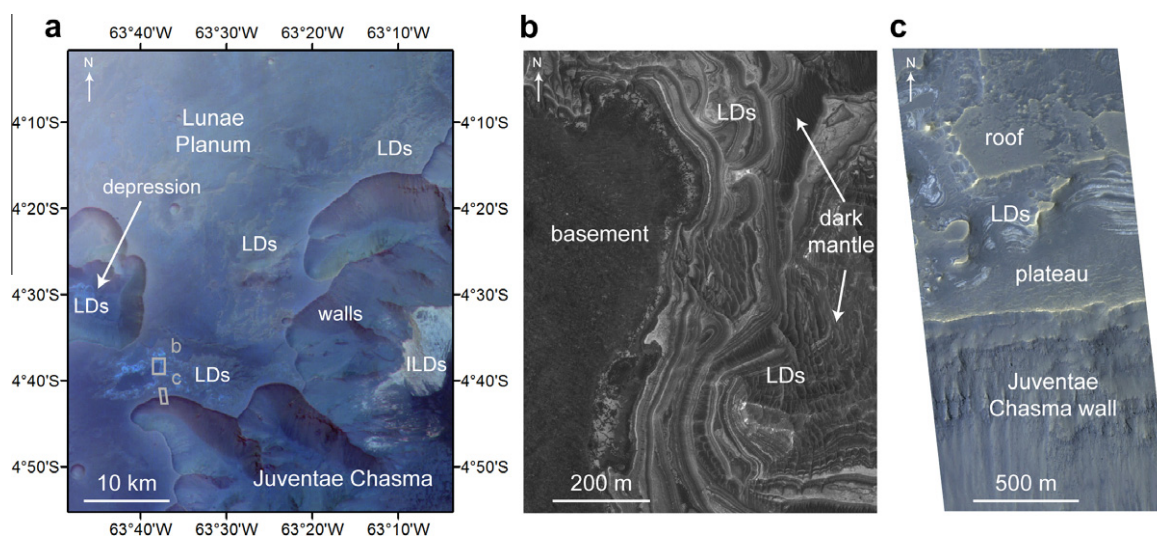 a
63°40'W 63°30'W 63°20'W 63°10'W
N
4°10'S
4°20'S
4°30'S
4°40'S
4°50'S
Lunae
Planum
LDs
depression
LDs
LDs
walls
ILDs
b
c
LDs
Juventae Chasma
10 km
4°10'S
4°20'S
4°30'S
4°40'S
4°50'S
63°40'W 63°30'W 63°20'W 63°10'W
b
N
LDs
basement
dark
mantle
LDs
200 m
c
N
roof
LDs
plateau
Juventae
Chasma wall
500 m